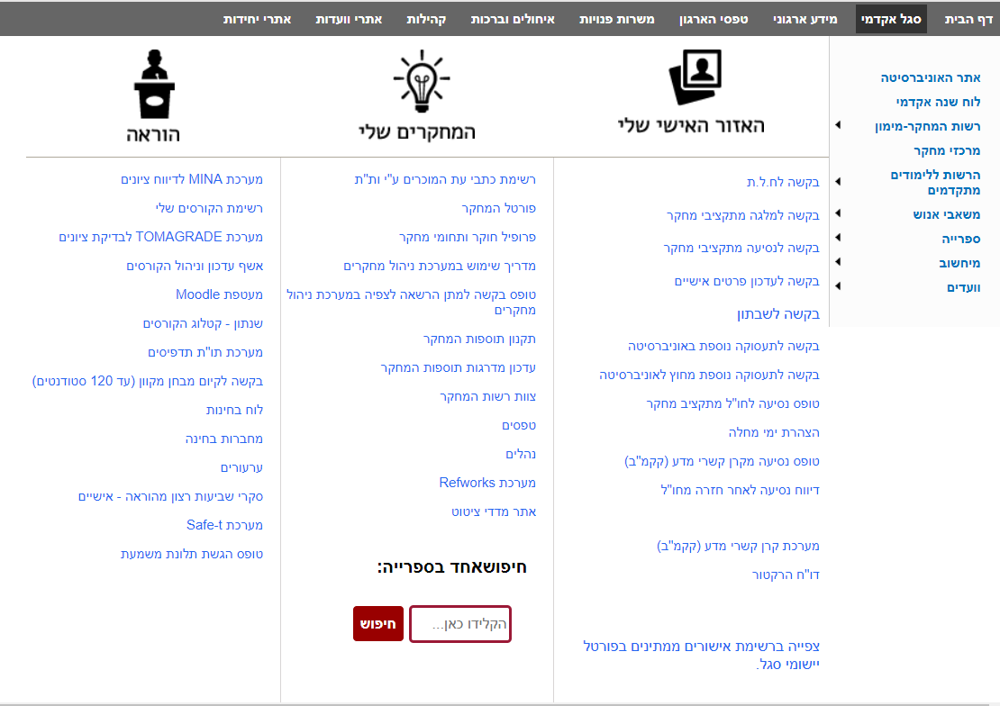 דף הבית
סגל אקדמי
מידע ארגוני
טפסי הארגון
משרות פנויות
איחולים וברכות
קהילות
אתרי וועדות
אתרי יחידות
אתר האוניברסיטה
לוח שנה אקדמי
רשות המחקר-מימון
מרכזי מחקר
הרשות ללימודים
מתקדמים
משאבי אנוש
ספרייה
מיחשוב
וועדים
האזור האישי שלי
בקשה לח.ל.ת
בקשה למלגה מתקציבי מחקר
בקשה לנסיעה מתקציבי מחקר
בקשה לעדכון פרטים אישיים
בקשה לשבתון
בקשה לתעסוקה נוספת באוניברסיטה
בקשה לתעסוקה נוספת מחוץ לאוניברסיטה
טופס נסיעה לחו"ל מתקציב מחקר
הצהרת ימי מחלה
טופס נסיעה מקרן קשרי מדע (קקמ"ב)
דיווח נסיעה לאחר חזרה מחו"ל
מערכת קרן קשרי מדע (קקמ"ב)
דו"ח הרקטור
צפייה ברשימת אישורים ממתינים בפורטל
יישומי סגל.
המחקרים שלי
רשימת כתבי עת המוכרים ע"י ות"ת
פורטל המחקר
פרופיל חוקר ותחומי מחקר
מדריך שימוש במערכת ניהול מחקרים
טופס בקשה למתן הרשאה לצפיה במערכת ניהול
מחקרים
תקנון תוספות המחקר
עדכון מדרגות תוספות המחקר
צוות רשות המחקר
טפסים
נהלים
מערכת Refworks
אתר מדדי ציטוט
חיפושאחד בספרייה:
הקלידו כאן...
חיפוש
הוראה
מערכת MINA לדיווח ציונים
רשימת הקורסים שלי
מערכת TOMAGRADE לבדיקת ציונים
אשף עדכון וניהול הקורסים
מעטפת Moodle
שנתון - קטלוג הקורסים
מערכת תו"ת תדפיסים
בקשה לקיום מבחן מקוון (עד 120 סטודנטים)
לוח בחינות
מחברות בחינה
ערעורים
סקרי שביעות רצון מהוראה - אישיים
מערכת Safe-t
טופס הגשת תלונת משמעת